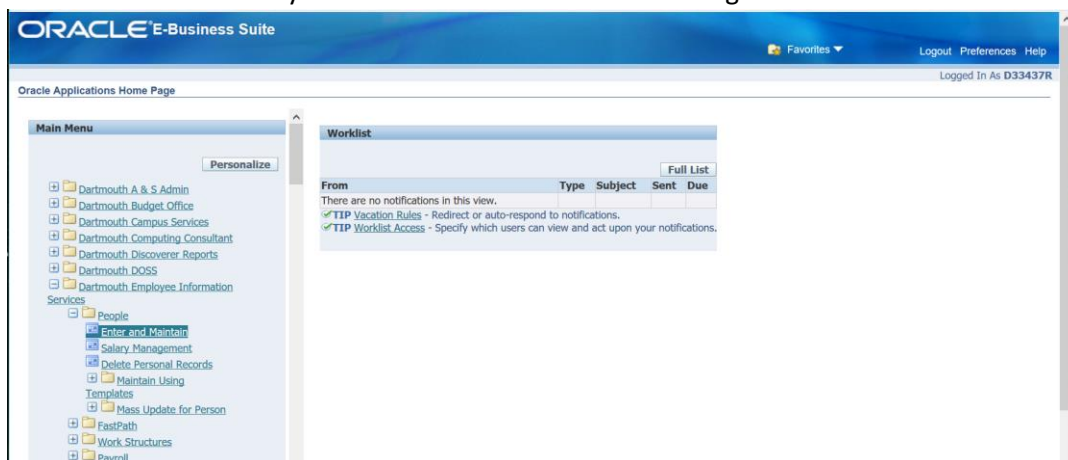 ORACLE E-Business Suite
Favorites
Logout Preferences Help
Logged In As D33437R
Oracle Applications Home Page
Main Menu
Personalize
Dartmouth A & S Admin
Dartmouth Budget Office
Dartmouth Campus Services
Dartmouth Computing Consultant
Dartmouth Discoverer Reports
Dartmouth DOSS
Dartmouth Employee Information
Services
People
Enter and Maintain
Salary Management
Delete Personal Records
Maintain Using
Templates
Mass Update for Person
FastPath
Work Structures
Payroll
Worklist
Full List
From Type Subject Sent Due
There are no notifications in this view.
TIP Vacation Rules - Redirect or auto-respond to notifications.
TIP Worklist Access - Specify which users can view and act upon your notifications.